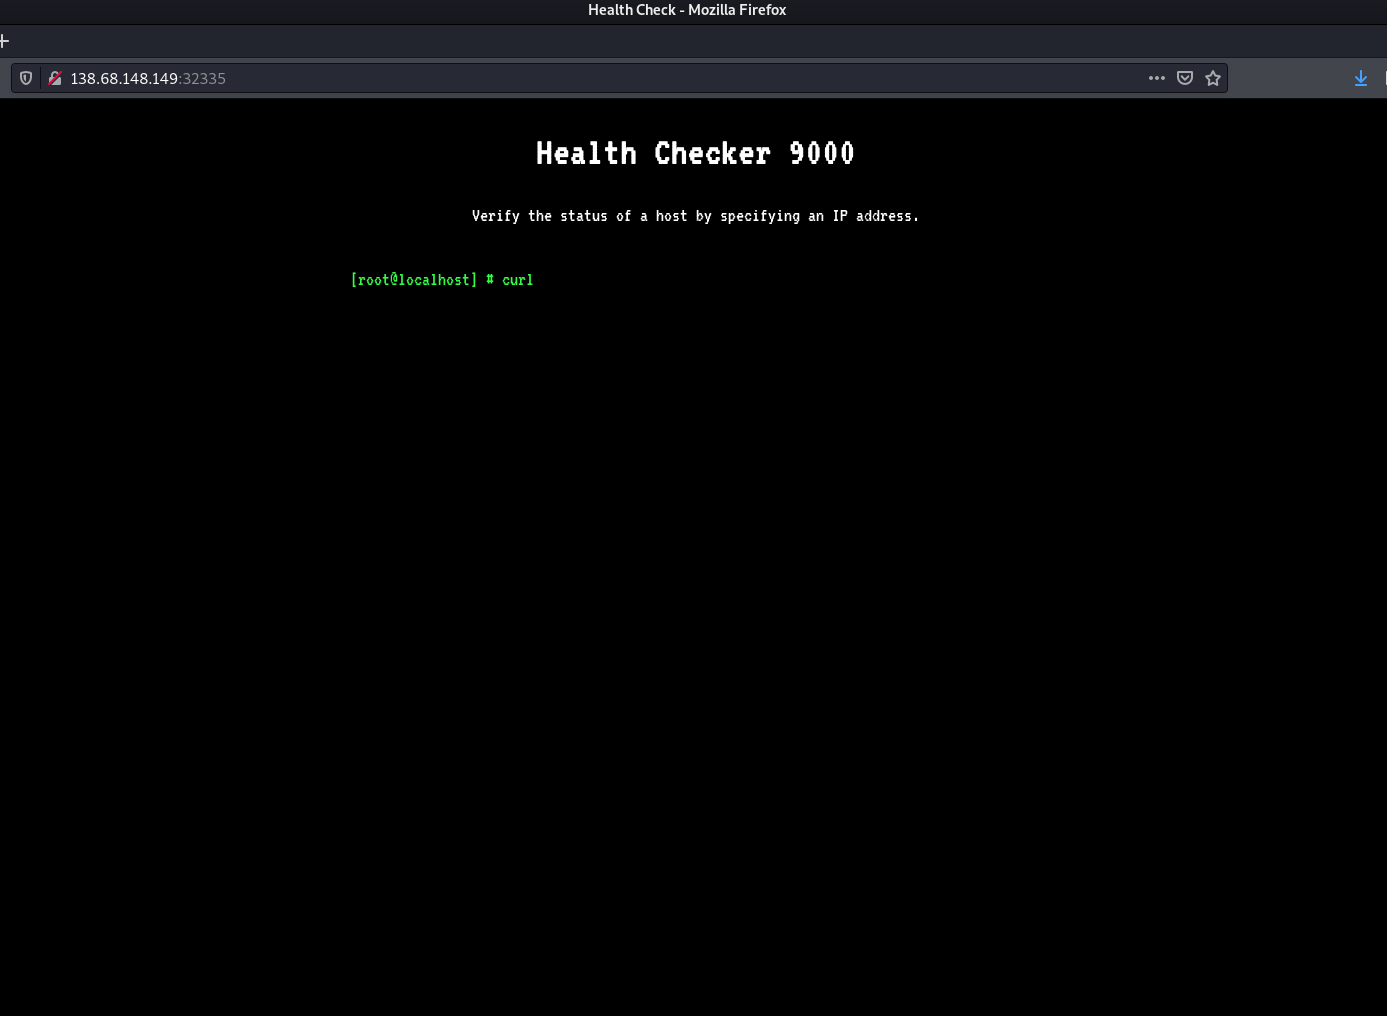 Health Check - Mozilla Firefox
138.68.148.149:32335
Health Checker 9000
Verify the status of a host by specifying an IP address.
[root@localhost] # curl